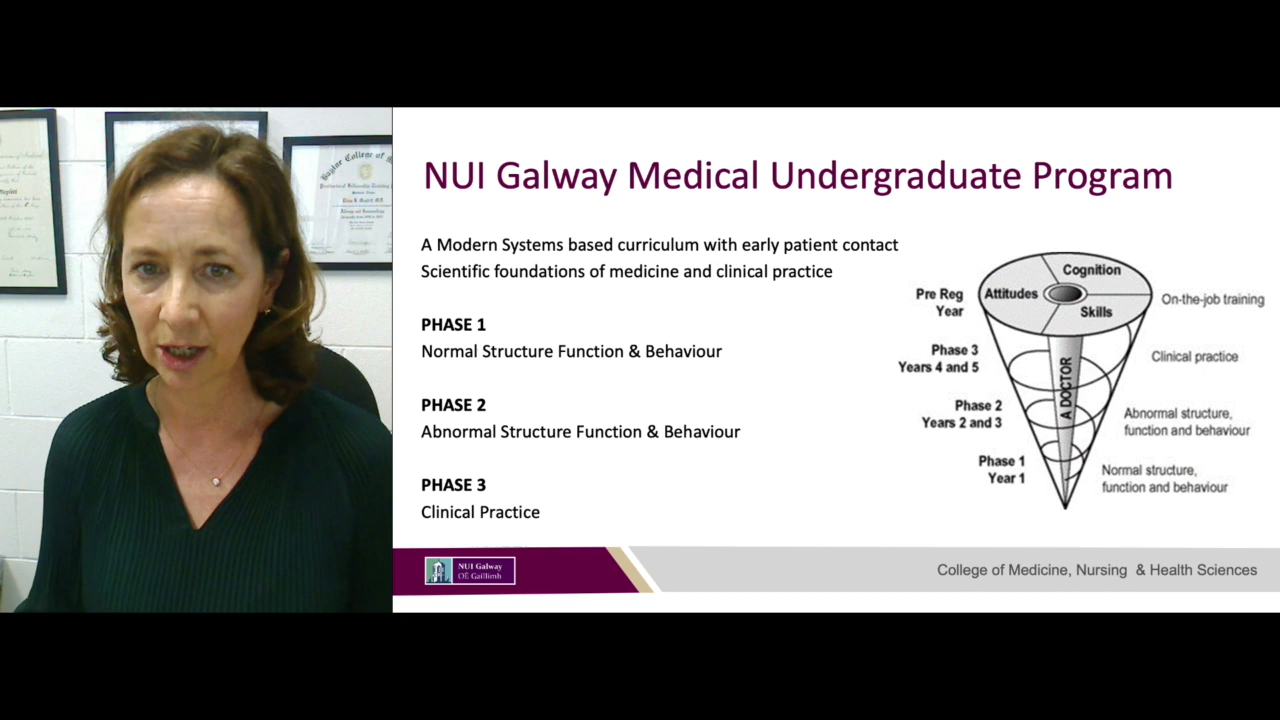 Baylor College of
NUI Galway Medical Undergraduate Program
A Modern Systems based curriculum with early patient contact
Scientific foundations of medicine and clinical practice
PHASE 1
Normal Structure Function & Behaviour
PHASE 2
Abnormal Structure Function & Behaviour
PHASE 3
Clinical Practice
Cognition
Attitudes
Skills
A DOCTOR
Pre Reg
Year
On-the-job training
Phase 3
Years 4 and 5
Clinical practice
Phase 2
Years 2 and 3
Abnormal structure,
function and behaviour
Phase 1
Year 1
Normal structure,
function and behaviour
NUI Galway
OÉ Gaillimh
College of Medicine, Nursing & Health Sciences